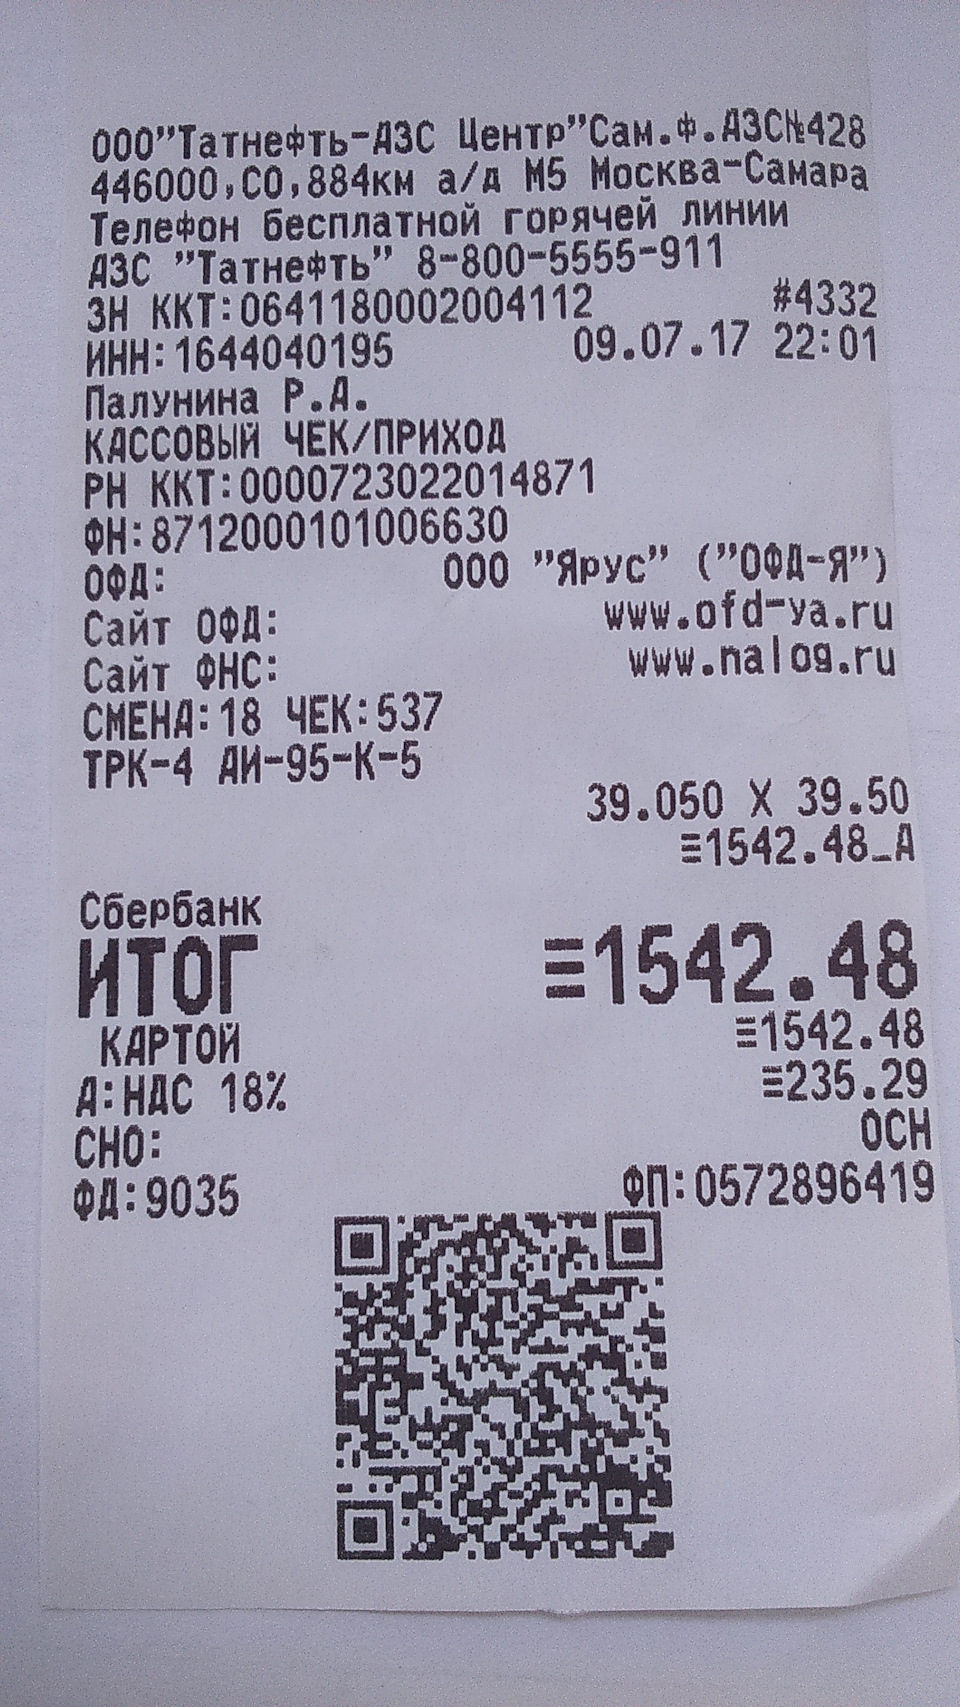 ООО"Татнефть-АЗС Центр"Сам.ф.АЗС№428
446000,СО,884км а/д М5 Москва-Самара
Телефон бесплатной горячей линии
АЗС "Татнефть" 8-800-5555-911
ЗН ККТ:0641180002004112 #4332
ИНН:1644040195 09.07.17 22:01
Палунина Р.А.
КАССОВЫЙ ЧЕК/ПРИХОД
РН ККТ:0000723022014871
ФН:8712000101006630
ОФД: ООО "Ярус" ("ОФД-Я")
Сайт ОФД: www.ofd-ya.ru
Сайт ФНС: www.nalog.ru
СМЕНА:18 ЧЕК:537
ТРК-4 АИ-95-К-5
39.050 X 39.50
≡1542.48_А
Сбербанк
ИТОГ ≡1542.48
КАРТОЙ ≡1542.48
А:НДС 18% ≡235.29
СНО: ОСН
ФД:9035 ФП:0572896419